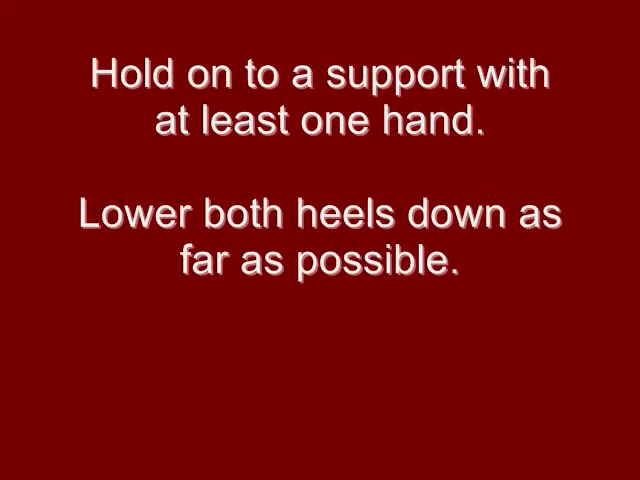 Hold on to a support with
at least one hand.
Lower both heels down as
far as possible.